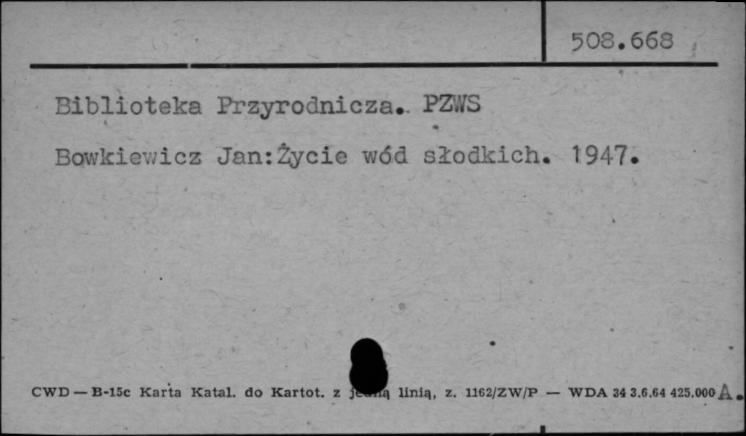 508.668
Biblioteka Przyrodnicza. PZWS
Bowkiewicz Jan:Życie wód słodkich. 1947.
CWD — B-15c Karta Katal. do Kartot. z jedną linią, z. 1162/ZW/P — WDA 34 3.6.64 425.000 A.